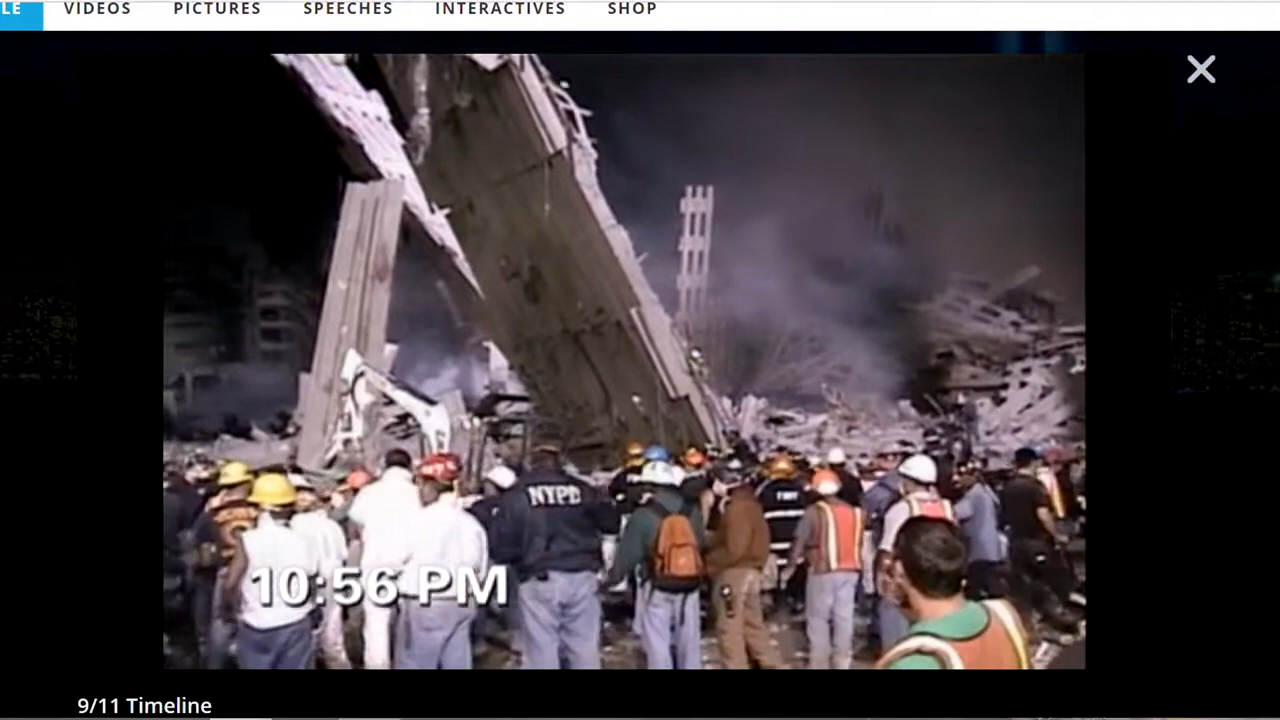 LE VIDEOS PICTURES SPEECHES INTERACTIVES SHOP
NYPD
10:56 PM
9/11 Timeline